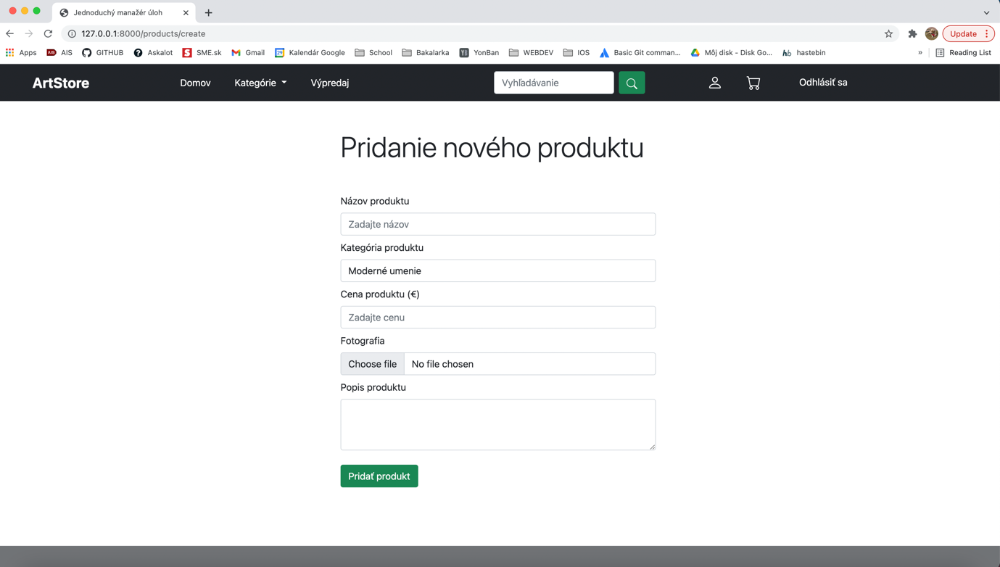 Jednoduchý manažér úloh
127.0.0.1:8000/products/create
Update
Apps AIS AIS GITHUB Askalot S SME.sk Gmail 29 Kalendár Google School Bakalarka YonBan WEBDEV IOS Basic Git comman... Môj disk - Disk Go... hb hastebin » Reading List
ArtStore Domov Kategórie Výpredaj Vyhľadávanie Odhlásiť sa
Pridanie nového produktu
Názov produktu
Zadajte názov
Kategória produktu
Moderné umenie
Cena produktu (€)
Zadajte cenu
Fotografia
Choose file No file chosen
Popis produktu
Pridať produkt